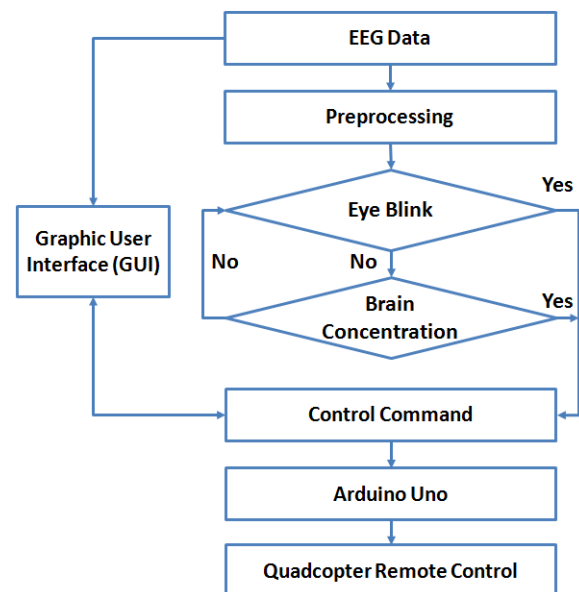 EEG Data
Preprocessing
Yes
Eye Blink
Graphic User
Interface (GUI)
No
No
Brain
Concentration
Yes
Control Command
Arduino Uno
Quadcopter Remote Control